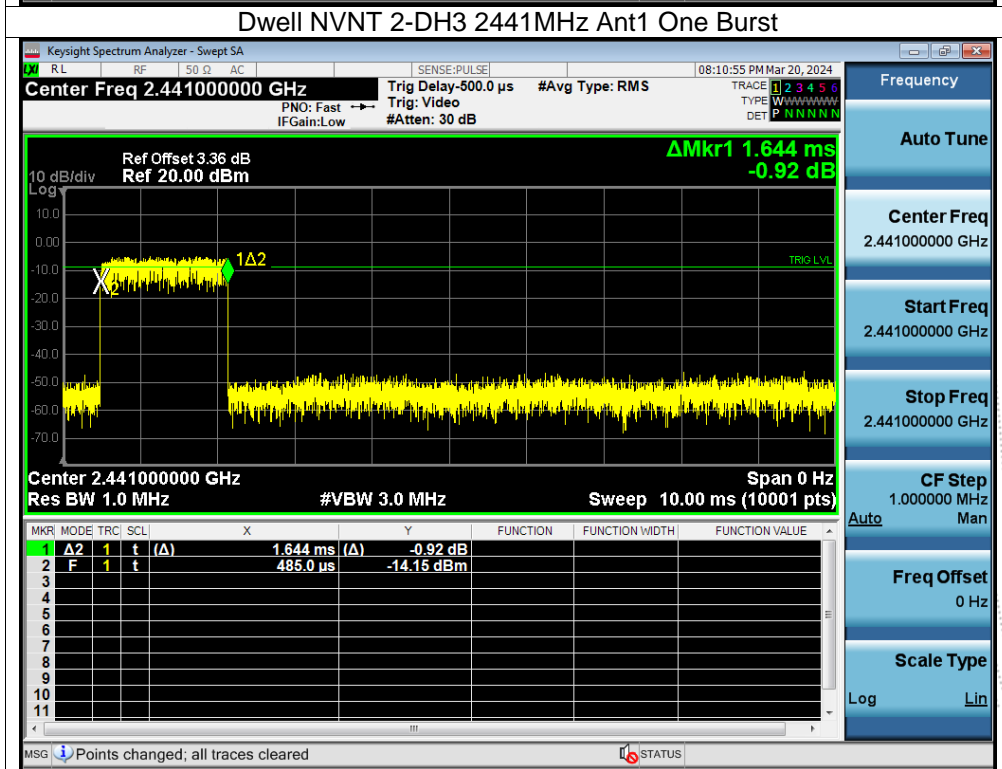 Dwell NVNT 2-DH3 2441MHz Ant1 One Burst
Keysight Spectrum Analyzer - Swept SA
LXI RL RF 50 Ω AC SENSE:PULSE 08:10:55 PM Mar 20, 2024
Center Freq 2.441000000 GHz
PNO: Fast
IFGain:Low
Trig Delay-500.0 µs
Trig: Video
#Atten: 30 dB
#Avg Type: RMS
TRACE 1 2 3 4 5 6
TYPE WWWWWW
DET P N N N N N
ΔMkr1 1.644 ms
-0.92 dB
Ref Offset 3.36 dB
10 dB/div Ref 20.00 dBm
Log
10.0
0.00
-10.0
-20.0
-30.0
-40.0
-50.0
-60.0
-70.0
1Δ2
2
TRIG LVL
Center 2.441000000 GHz Span 0 Hz
Res BW 1.0 MHz #VBW 3.0 MHz Sweep 10.00 ms (10001 pts)
MKR MODE TRC SCL X Y FUNCTION FUNCTION WIDTH FUNCTION VALUE
1 Δ2 1 t (Δ) 1.644 ms (Δ) -0.92 dB
2 F 1 t 485.0 µs -14.15 dBm
3
4
5
6
7
8
9
10
11
MSG Points changed; all traces cleared STATUS
Frequency
Auto Tune
Center Freq
2.441000000 GHz
Start Freq
2.441000000 GHz
Stop Freq
2.441000000 GHz
CF Step
1.000000 MHz
Auto Man
Freq Offset
0 Hz
Scale Type
Log Lin